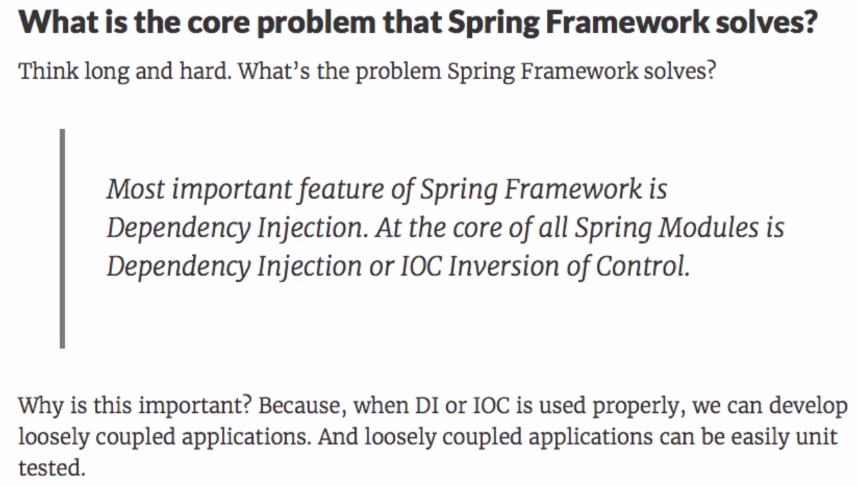 What is the core problem that Spring Framework solves?
Think long and hard. What’s the problem Spring Framework solves?
Most important feature of Spring Framework is
Dependency Injection. At the core of all Spring Modules is
Dependency Injection or IOC Inversion of Control.
Why is this important? Because, when DI or IOC is used properly, we can develop
loosely coupled applications. And loosely coupled applications can be easily unit
tested.